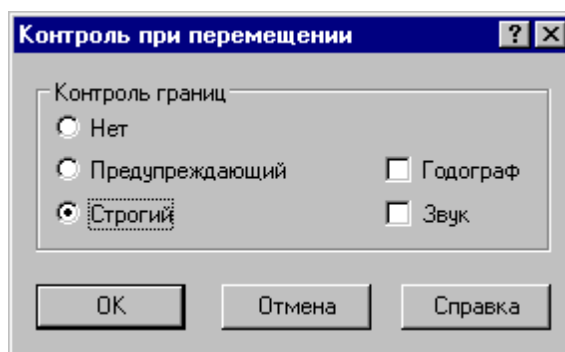 Контроль при перемещении
Контроль границ
Нет
Предупреждающий
Годограф
Строгий
Звук
OK
Отмена
Справка